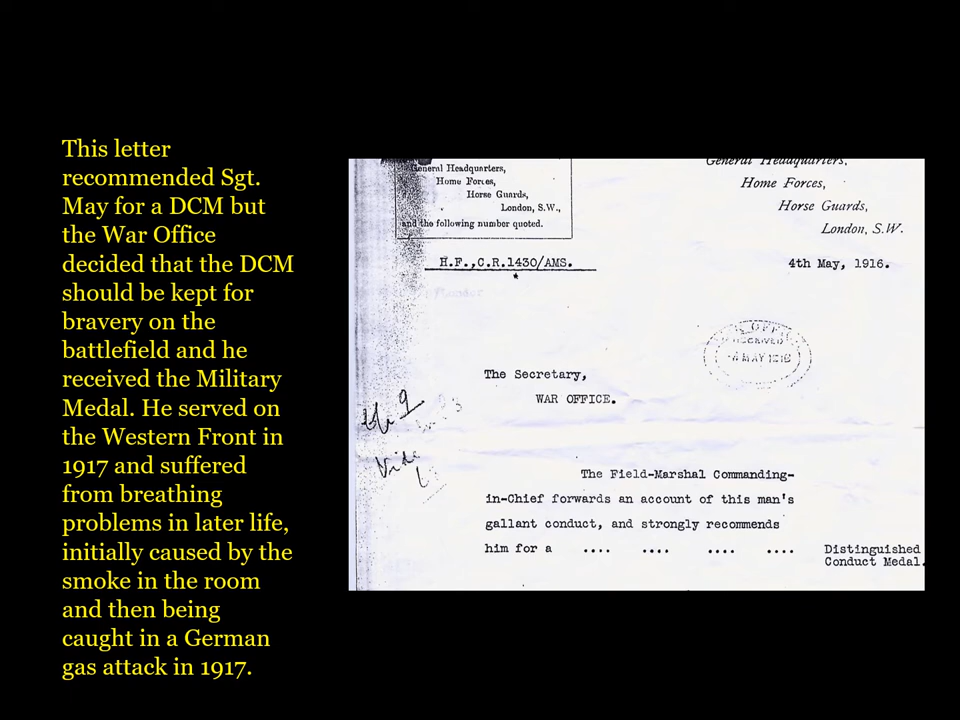 This letter
recommended Sgt.
May for a DCM but
the War Office
decided that the DCM
should be kept for
bravery on the
battlefield and he
received the Military
Medal. He served on
the Western Front in
1917 and suffered
from breathing
problems in later life,
initially caused by the
smoke in the room
and then being
caught in a German
gas attack in 1917.
General Headquarters,
Home Forces,
Horse Guards,
London, S.W.,
and the following number quoted.
General Headquarters,
Home Forces,
Horse Guards,
London, S.W.
H.F.,C.R.1430/AMS.
*
4th May, 1916.
RECEIVED
MAY 1916
The Secretary,
WAR OFFICE.
The Field-Marshal Commanding-
in-Chief forwards an account of this man's
gallant conduct, and strongly recommends
him for a .... .... .... .... Distinguished
Conduct Medal.